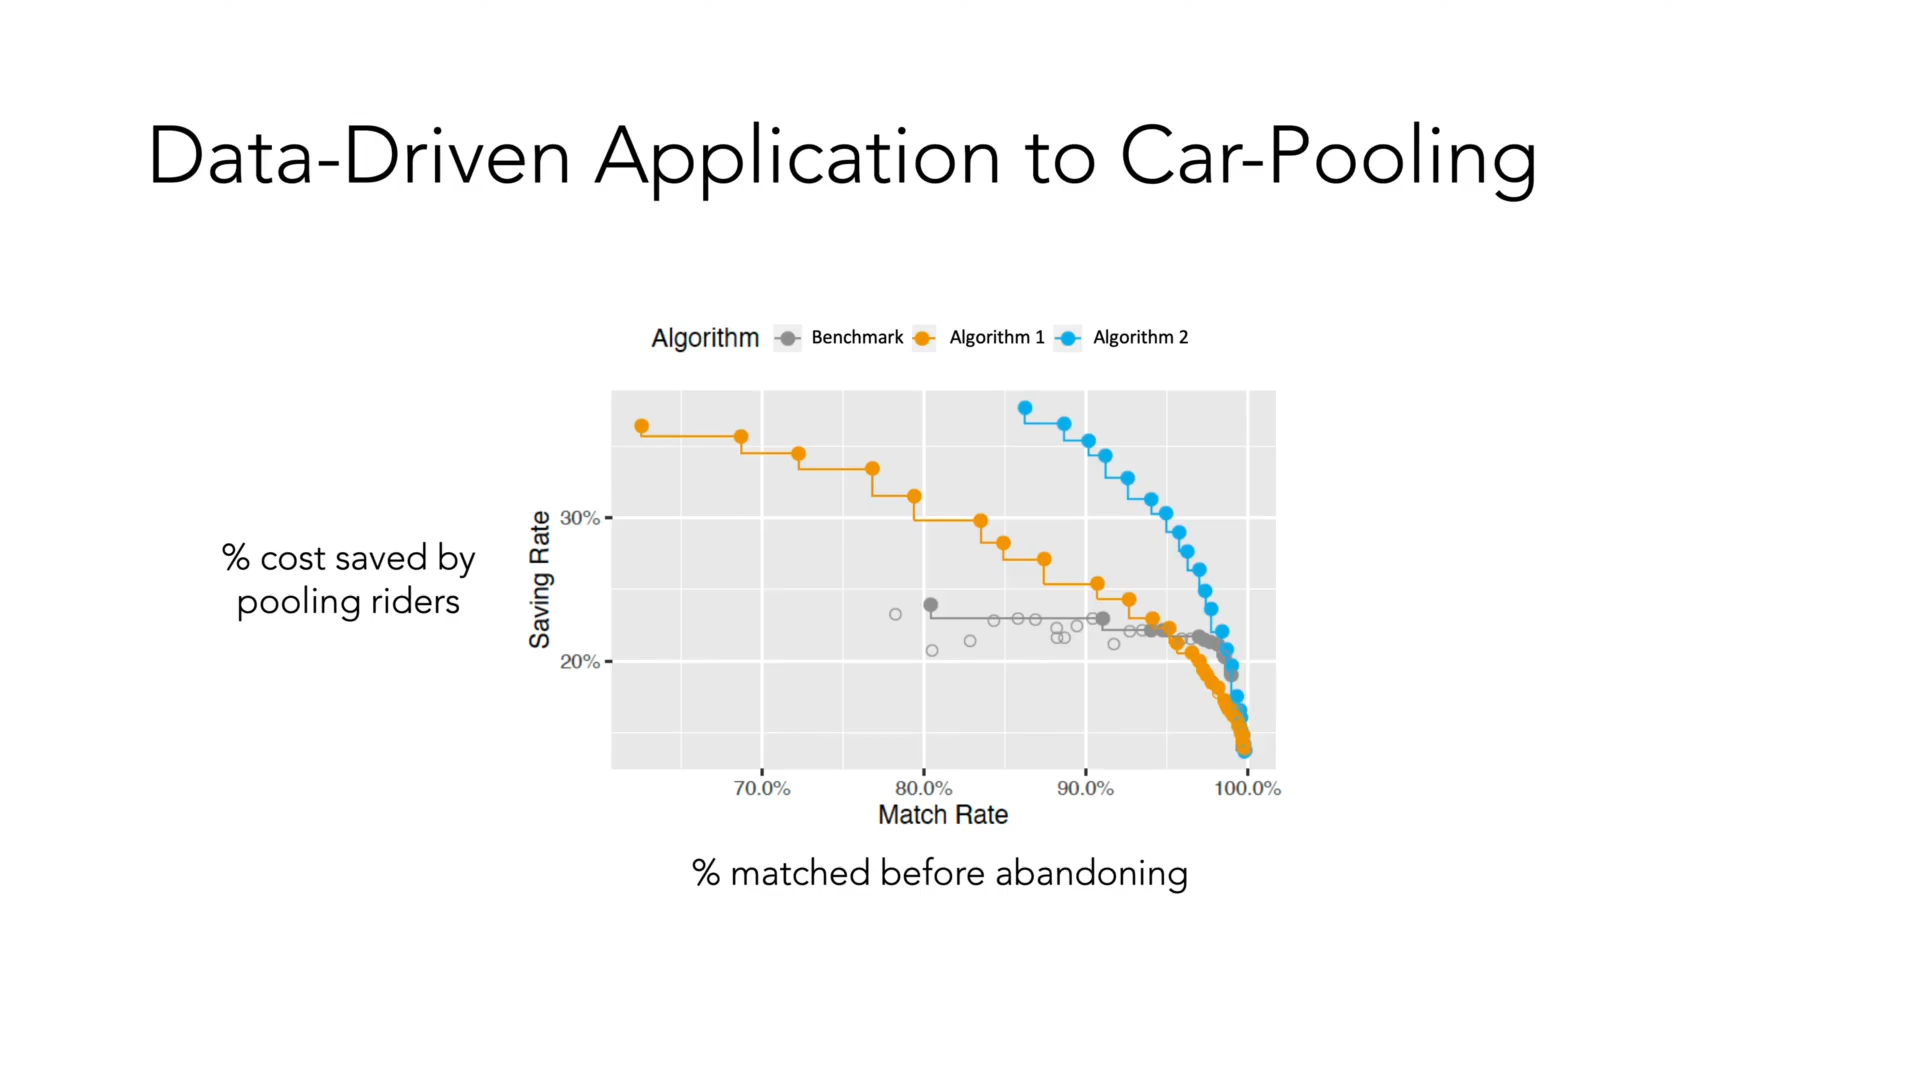 Data-Driven Application to Car-Pooling
Algorithm Benchmark Algorithm 1 Algorithm 2
% cost saved by
pooling riders
Saving Rate
30%
20%
70.0% 80.0% 90.0% 100.0%
Match Rate
% matched before abandoning